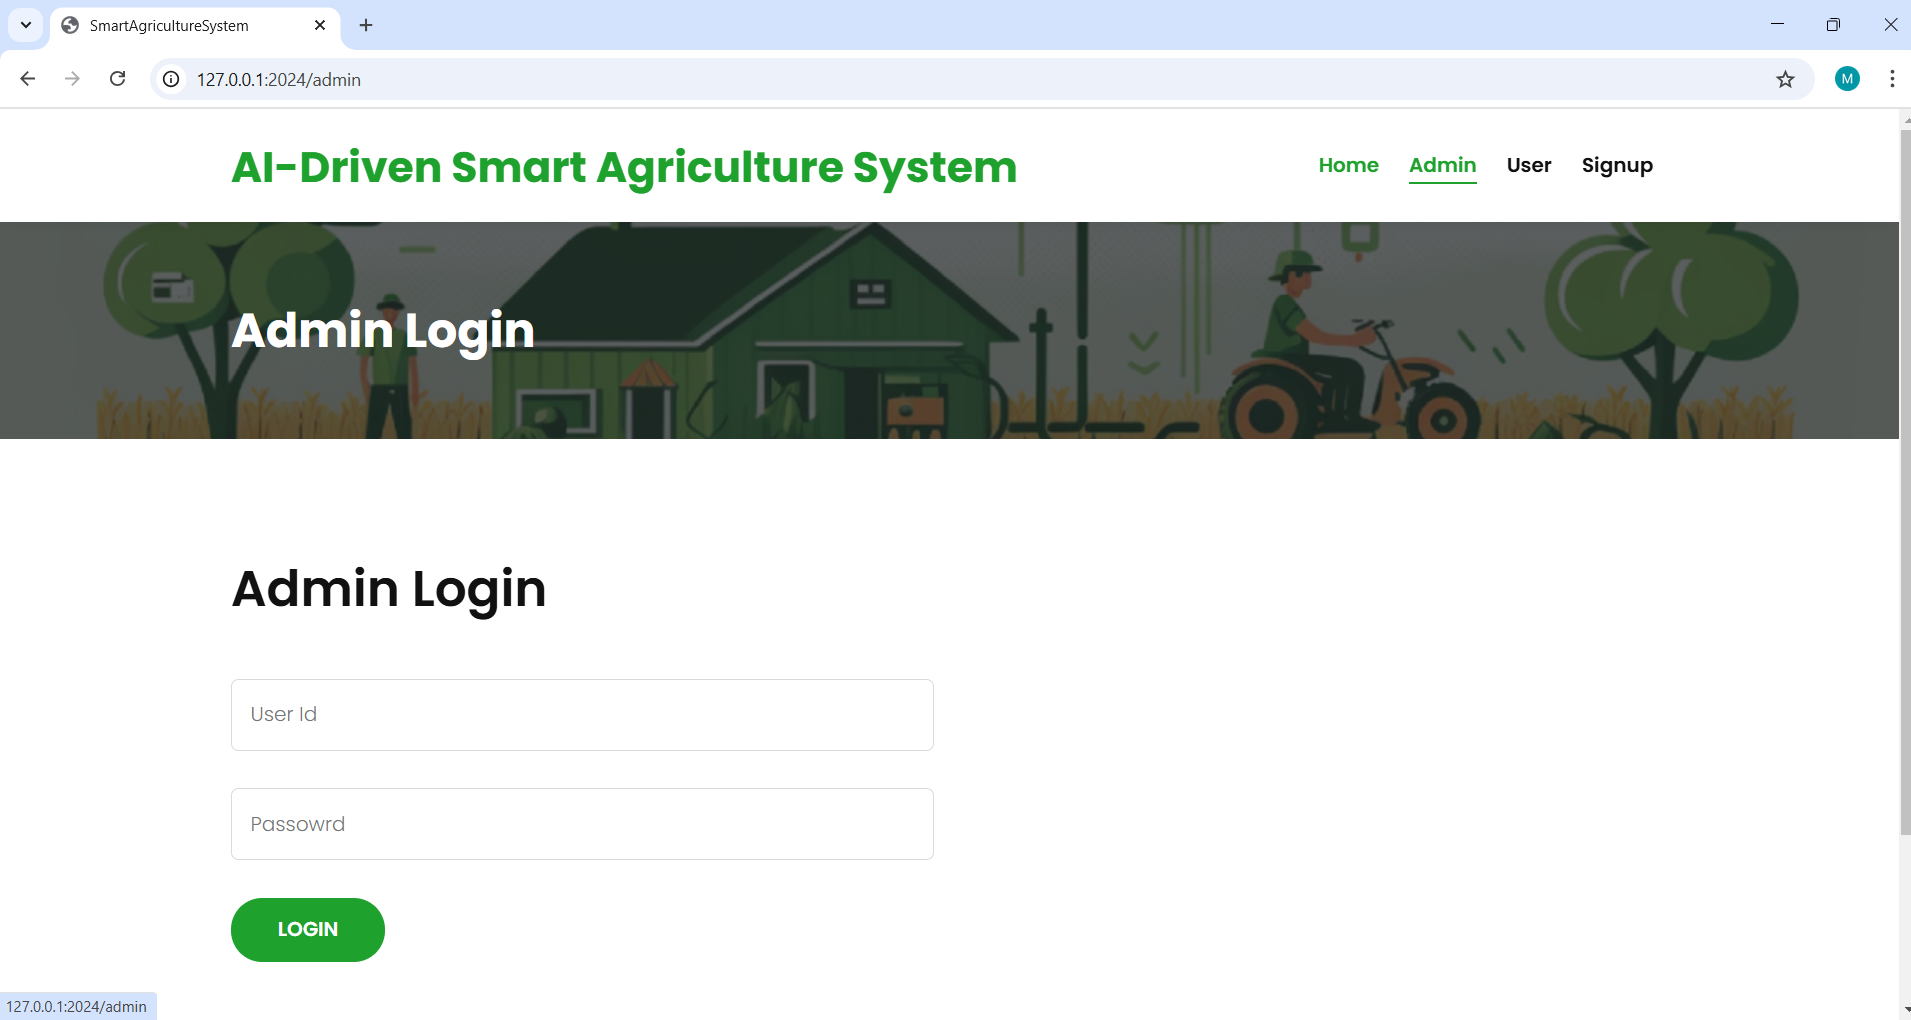 SmartAgricultureSystem
127.0.0.1:2024/admin
M
AI-Driven Smart Agriculture System
Home Admin User Signup
Admin Login
Admin Login
User Id
Passowrd
LOGIN
127.0.0.1:2024/admin